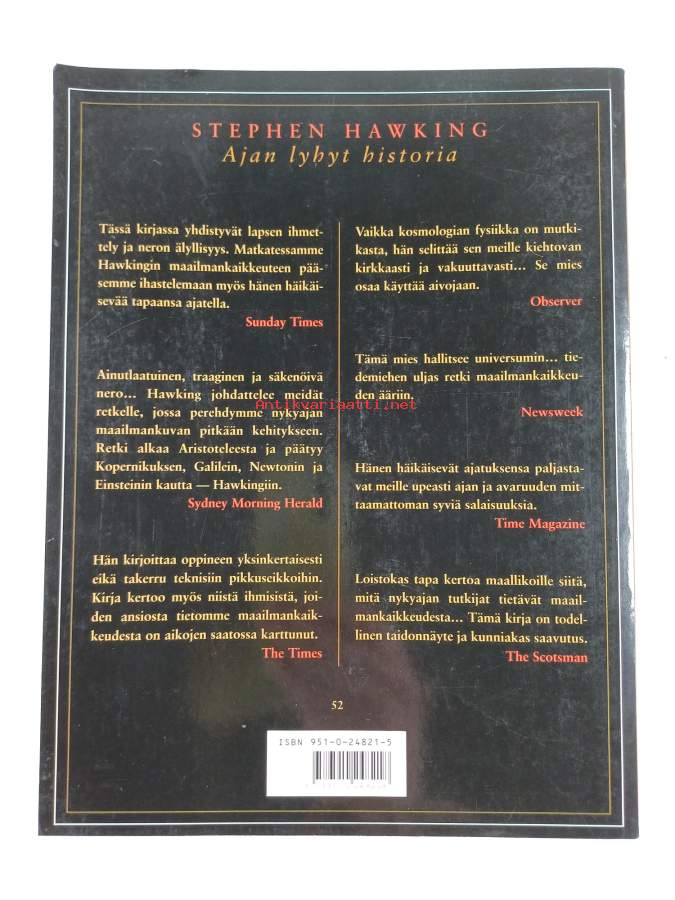 STEPHEN HAWKING
Ajan lyhyt historia
Tässä kirjassa yhdistyvät lapsen ihmet-
tely ja neron älyllisyys. Matkatessamme
Hawkingin maailmankaikkeuteen pää-
semme ihastelemaan myös hänen häikäi-
sevää tapaansa ajatella.
Sunday Times
Ainutlaatuinen, traaginen ja säkenöivä
nero... Hawking johdattelee meidät
retkelle, jossa perehdymme nykyajan
maailmankuvan pitkään kehitykseen.
Retki alkaa Aristoteleesta ja päätyy
Kopernikuksen, Galilein, Newtonin ja
Einsteinin kautta — Hawkingiin.
Sydney Morning Herald
Hän kirjoittaa oppineen yksinkertaisesti
eikä takerru teknisiin pikkuseikkoihin.
Kirja kertoo myös niistä ihmisistä, joi-
den ansiosta tietomme maailmankaik-
keudesta on aikojen saatossa karttunut.
The Times
Vaikka kosmologian fysiikka on mutki-
kasta, hän selittää sen meille kiehtovan
kirkkaasti ja vakuuttavasti... Se mies
osaa käyttää aivojaan.
Observer
Tämä mies hallitsee universumin... tie-
demiehen uljas retki maailmankaikkeu-
den ääriin.
Newsweek
Hänen häikäisevät ajatuksensa paljasta-
vat meille upeasti ajan ja avaruuden mit-
taamattoman syviä salaisuuksia.
Time Magazine
Loistokas tapa kertoa maallikoille siitä,
mitä nykyajan tutkijat tietävät maail-
mankaikkeudesta... Tämä kirja on todel-
linen taidonnäyte ja kunniakas saavutus.
The Scotsman
Antikvariaatti.net
52
ISBN 951-0-24821-5